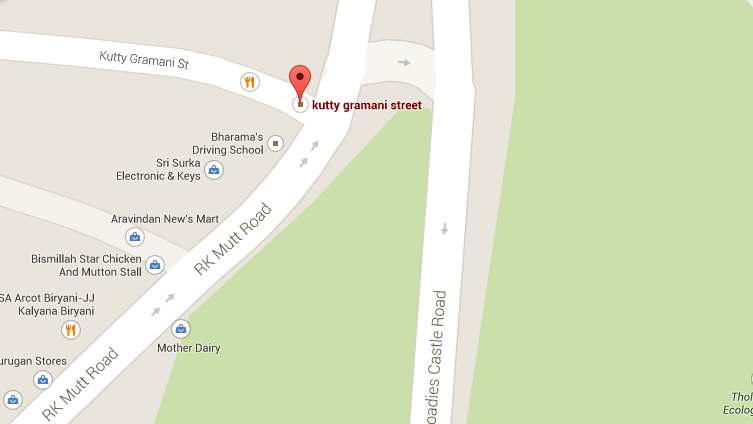 Kutty Gramani St
kutty gramani street
Bharama's
Driving School
Sri Surka
Electronic & Keys
Aravindan New's Mart
RK Mutt Road
Bismillah Star Chicken
And Mutton Stall
SA Arcot Biryani-JJ
Kalyana Biryani
Mother Dairy
urugan Stores
RK Mutt Road
oadies Castle Road
Thol
Ecolog